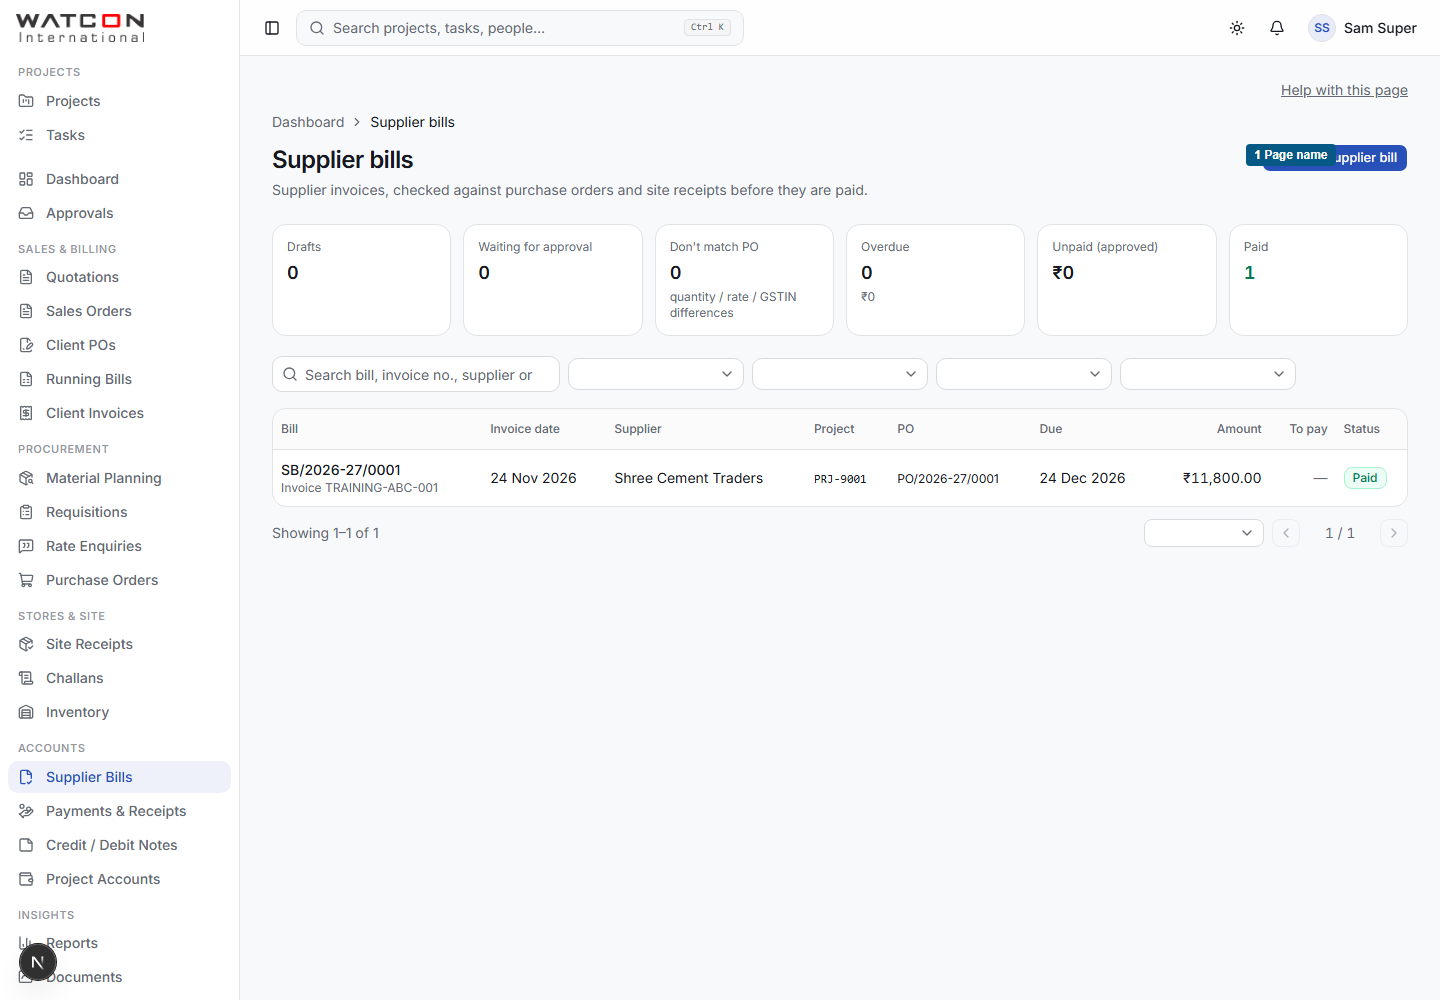 WATCON
International
PROJECTS
Projects
Tasks
Dashboard
Approvals
SALES & BILLING
Quotations
Sales Orders
Client POs
Running Bills
Client Invoices
PROCUREMENT
Material Planning
Requisitions
Rate Enquiries
Purchase Orders
STORES & SITE
Site Receipts
Challans
Inventory
ACCOUNTS
Supplier Bills
Payments & Receipts
Credit / Debit Notes
Project Accounts
INSIGHTS
Reports
Documents
N
Search projects, tasks, people...
Ctrl K
SS Sam Super
Help with this page
Dashboard > Supplier bills
Supplier bills
1 Page name
upplier bill
Supplier invoices, checked against purchase orders and site receipts before they are paid.
Drafts
0
Waiting for approval
0
Don't match PO
0
quantity / rate / GSTIN
differences
Overdue
0
₹0
Unpaid (approved)
₹0
Paid
1
Search bill, invoice no., supplier or
Bill Invoice date Supplier Project PO Due Amount To pay Status
SB/2026-27/0001 24 Nov 2026 Shree Cement Traders PRJ-9001 PO/2026-27/0001 24 Dec 2026 ₹11,800.00 — Paid
Invoice TRAINING-ABC-001
Showing 1–1 of 1
1 / 1